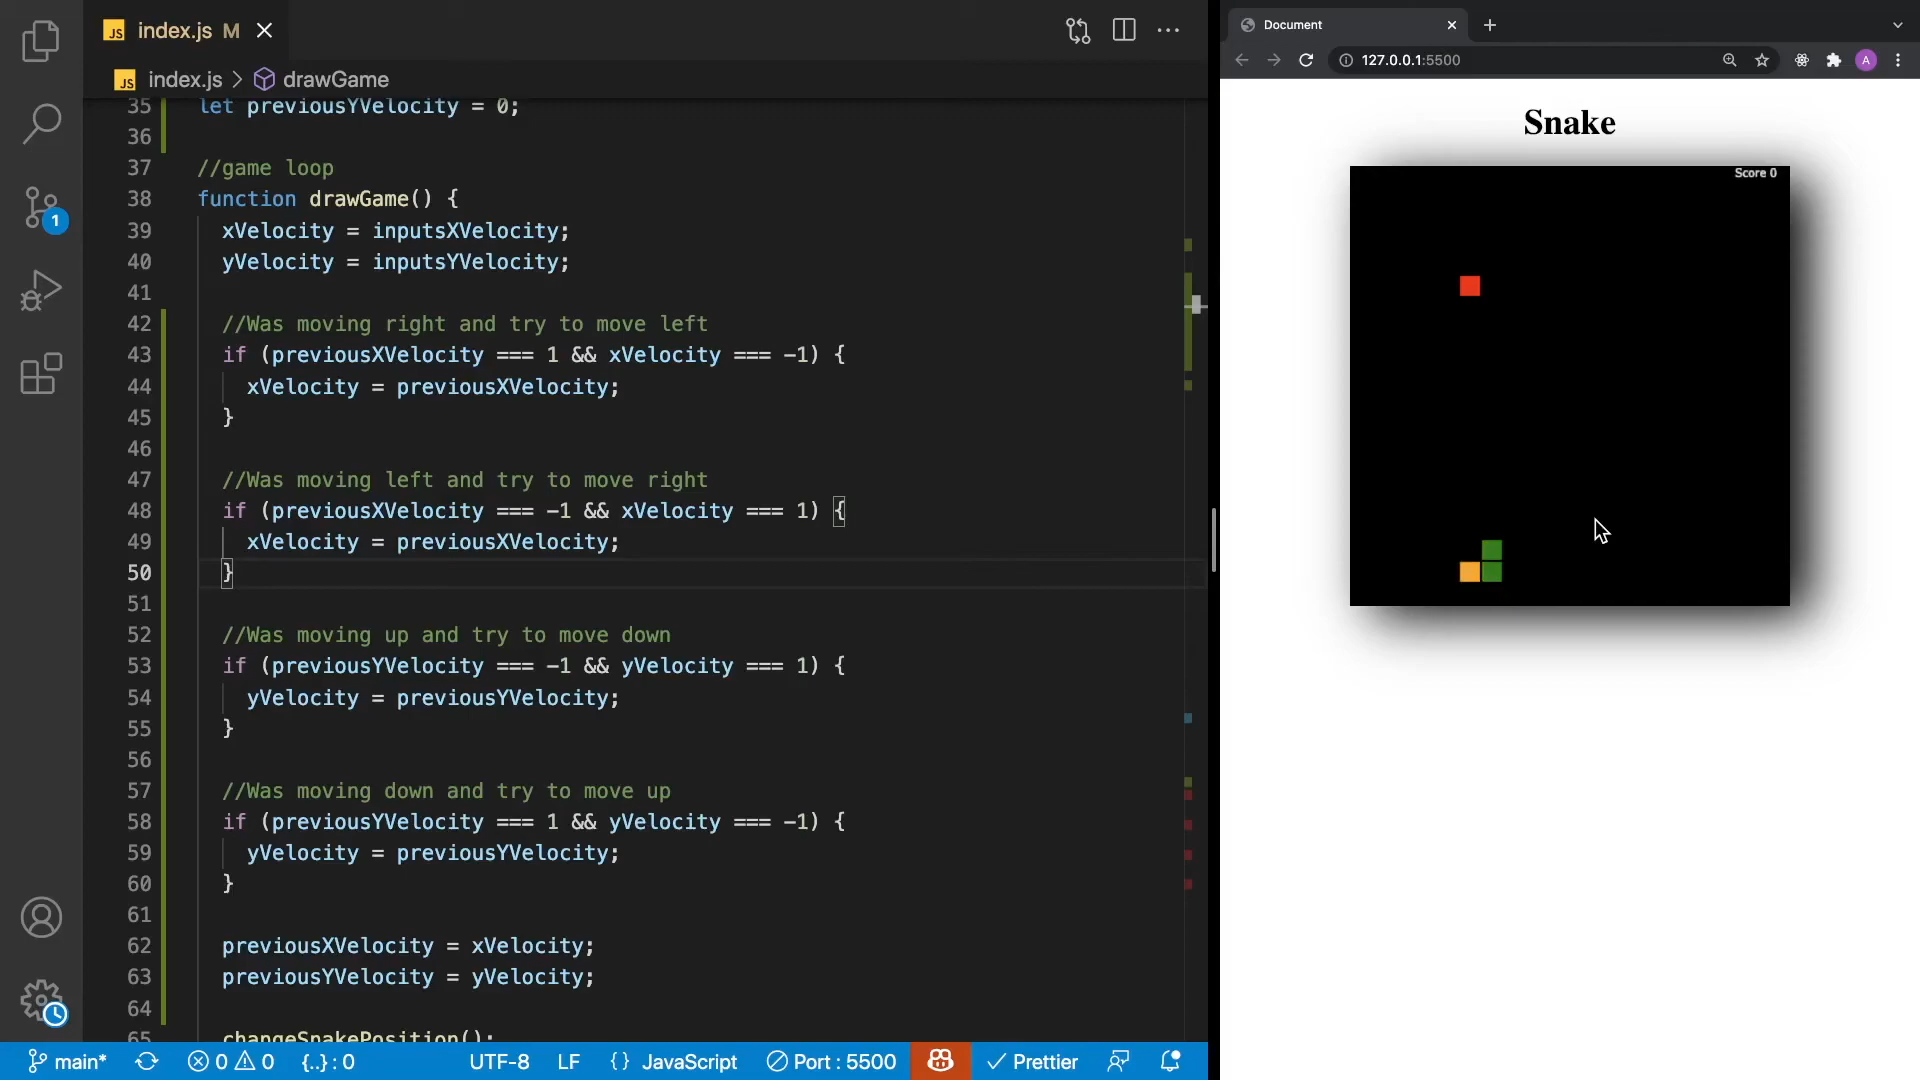 JS index.js M
JS index.js > drawGame
35 let previousYVelocity = 0;
36
37 //game loop
38 function drawGame() {
39 xVelocity = inputsXVelocity;
40 yVelocity = inputsYVelocity;
41
42 //Was moving right and try to move left
43 if (previousXVelocity === 1 && xVelocity === -1) {
44 xVelocity = previousXVelocity;
45 }
46
47 //Was moving left and try to move right
48 if (previousXVelocity === -1 && xVelocity === 1) {
49 xVelocity = previousXVelocity;
50 }
51
52 //Was moving up and try to move down
53 if (previousYVelocity === -1 && yVelocity === 1) {
54 yVelocity = previousYVelocity;
55 }
56
57 //Was moving down and try to move up
58 if (previousYVelocity === 1 && yVelocity === -1) {
59 yVelocity = previousYVelocity;
60 }
61
62 previousXVelocity = xVelocity;
63 previousYVelocity = yVelocity;
64
65 changeSnakePosition();
1
main* 0 0 {..} : 0 UTF-8 LF {} JavaScript Port : 5500 Prettier
Document
127.0.0.1:5500
A
Snake
Score 0